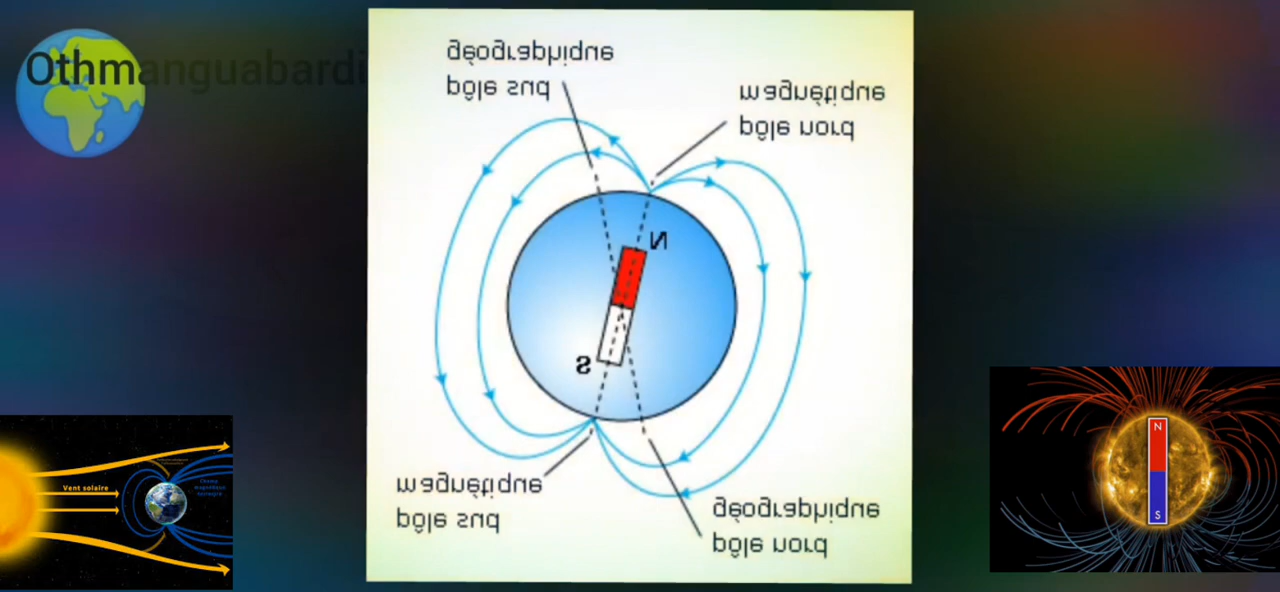 Othmanguabardi
pôle sud
géographique
pôle nord
magnétique
N
S
pôle sud
magnétique
pôle nord
géographique
Vent solaire
N
S